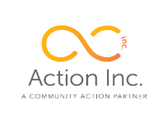 inc.
Action Inc.
A COMMUNITY ACTION PARTNER